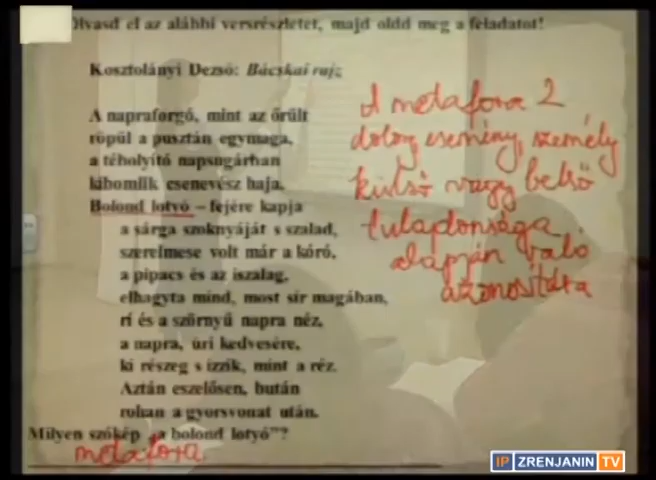 Olvasd el az alábbi versrészletet, majd oldd meg a feladatot!
Kosztolányi Dezső: Bácskai rajz
A napraforgó, mint az őrült
röpül a pusztán egymaga,
a tébolyító napsugárban
kibomlik csenevész haja.
Bolond lotyó – fejére kapja
a sárga szoknyáját s szalad,
szerelmese volt már a kóró,
a pipacs és az iszalag,
elhagyta mind, most sír magában,
rí és a szörnyű napra néz,
a napra, úri kedvesére,
ki részeg s izzik, mint a réz.
Aztán eszelősen, bután
rohan a gyorsvonat után.
Milyen szókép „a bolond lotyó"?
metafora
A metafora 2
dolog esemény, személy
külső vagy belső
tulajdonsága
alapján való
azonosítása
IP ZRENJANIN TV